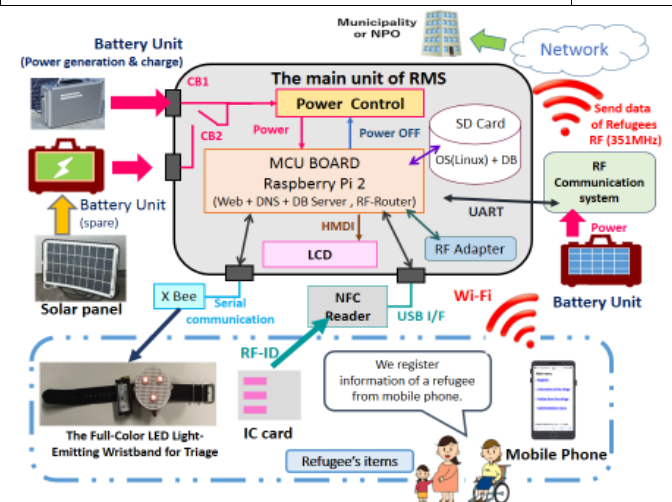 Municipality
or NPO
Network
Battery Unit
(Power generation & charge)
CB1
The main unit of RMS
Power Control
CB2
Power
Power OFF
SD Card
OS(Linux) + DB
Send data
of Refugees
RF (351MHz)
MCU BOARD
Raspberry Pi 2
(Web + DNS + DB Server , RF-Router)
RF
Communication
system
UART
Battery Unit
(spare)
HMDI
LCD
RF Adapter
Power
Solar panel
X Bee
Serial
communication
NFC
Reader
USB I/F
Wi-Fi
Battery Unit
RF-ID
We register
information of a refugee
from mobile phone.
IC card
The Full-Color LED Light-
Emitting Wristband for Triage
Refugee's items
Mobile Phone